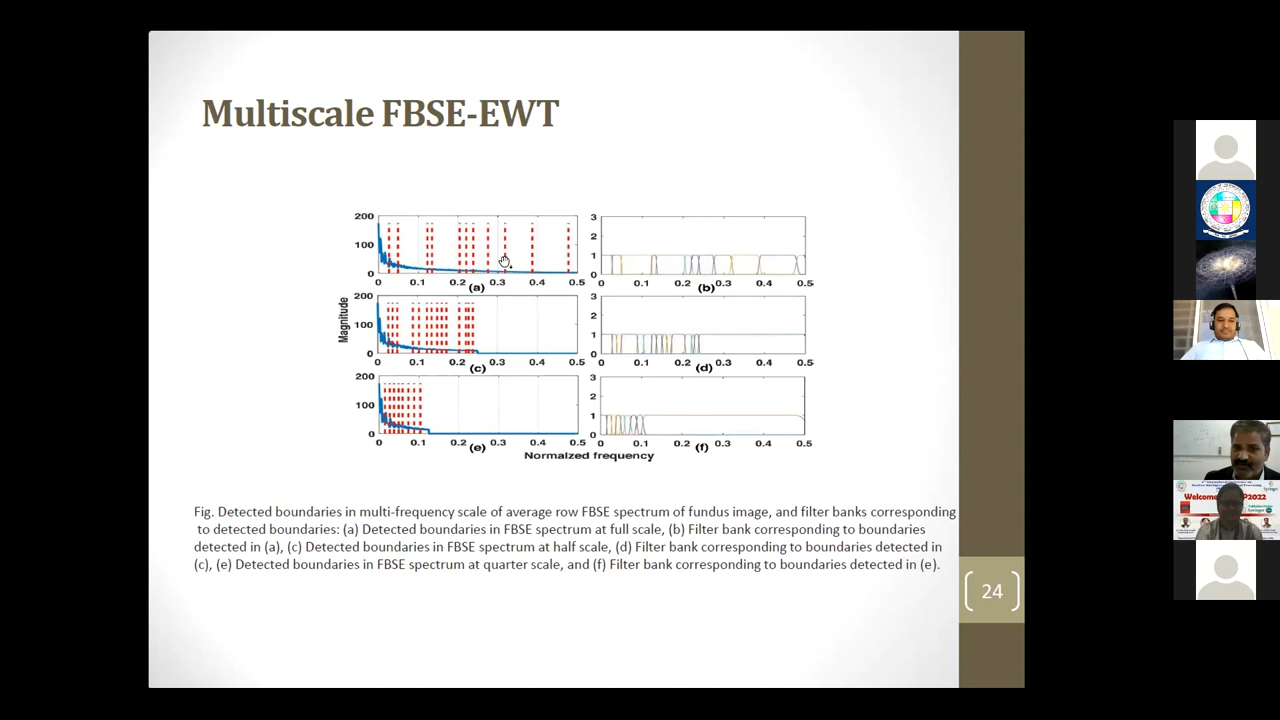 Multiscale FBSE-EWT
200
100
0
0 0.1 0.2 0.3 0.4 0.5
(a)
3
2
1
0
0 0.1 0.2 0.3 0.4 0.5
(b)
200
100
0
0 0.1 0.2 0.3 0.4 0.5
(c)
3
2
1
0
0 0.1 0.2 0.3 0.4 0.5
(d)
200
100
0
0 0.1 0.2 0.3 0.4 0.5
(e)
3
2
1
0
0 0.1 0.2 0.3 0.4 0.5
(f)
Magnitude
Normalzed frequency
Fig. Detected boundaries in multi-frequency scale of average row FBSE spectrum of fundus image, and filter banks corresponding
to detected boundaries: (a) Detected boundaries in FBSE spectrum at full scale, (b) Filter bank corresponding to boundaries
detected in (a), (c) Detected boundaries in FBSE spectrum at half scale, (d) Filter bank corresponding to boundaries detected in
(c), (e) Detected boundaries in FBSE spectrum at quarter scale, and (f) Filter bank corresponding to boundaries detected in (e).
24
Springer